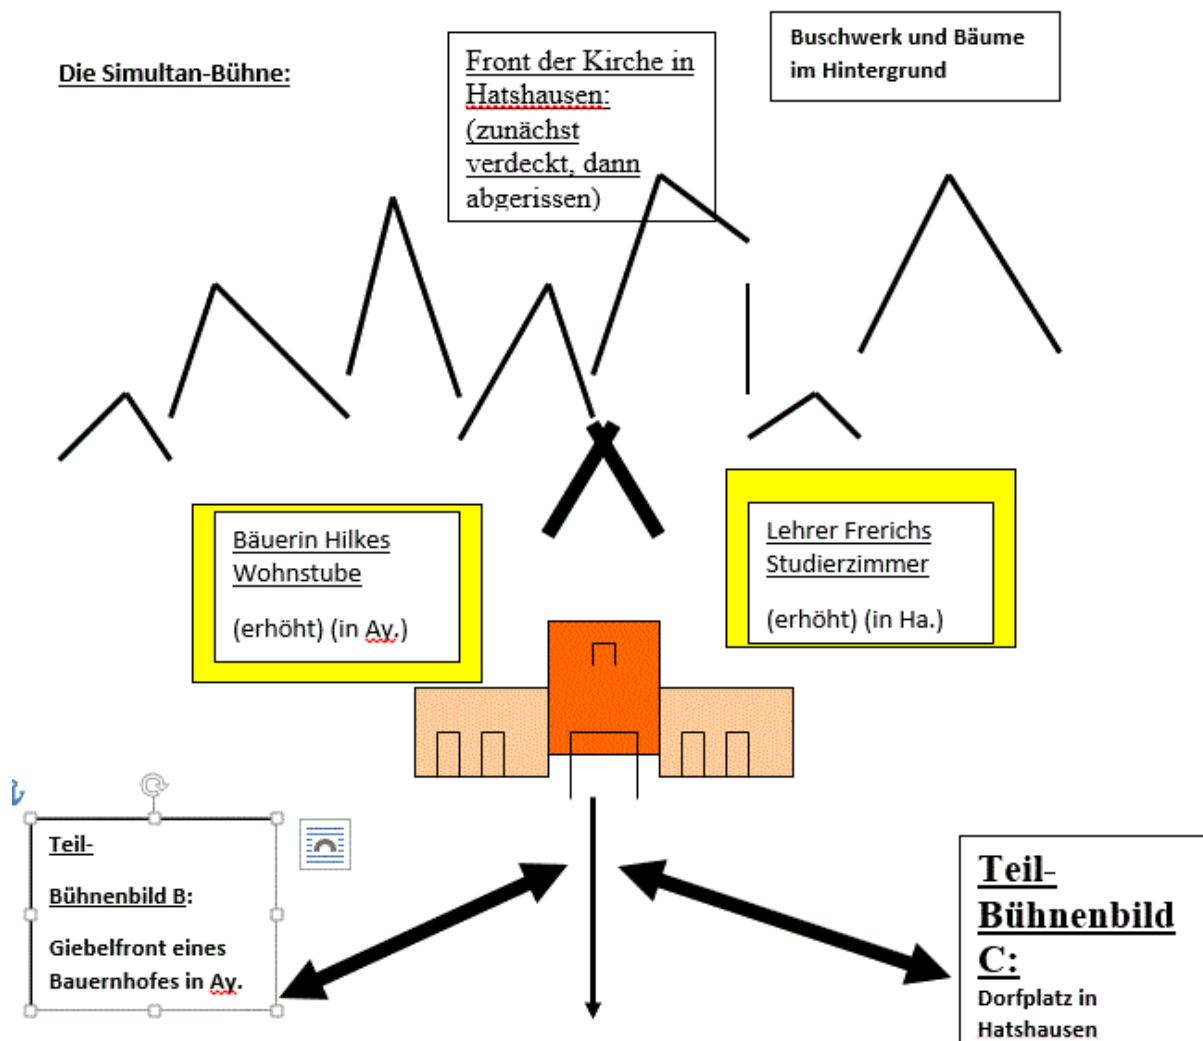 Die Simultan-Bühne:
Front der Kirche in
Hatshausen:
(zunächst
verdeckt, dann
abgerissen)
Buschwerk und Bäume
im Hintergrund
Bäuerin Hilkes
Wohnstube
(erhöht) (in Ay.)
Lehrer Frerichs
Studierzimmer
(erhöht) (in Ha.)
Teil-
Bühnenbild B:
Giebelfront eines
Bauernhofes in Ay.
Teil-
Bühnenbild
C:
Dorfplatz in
Hatshausen